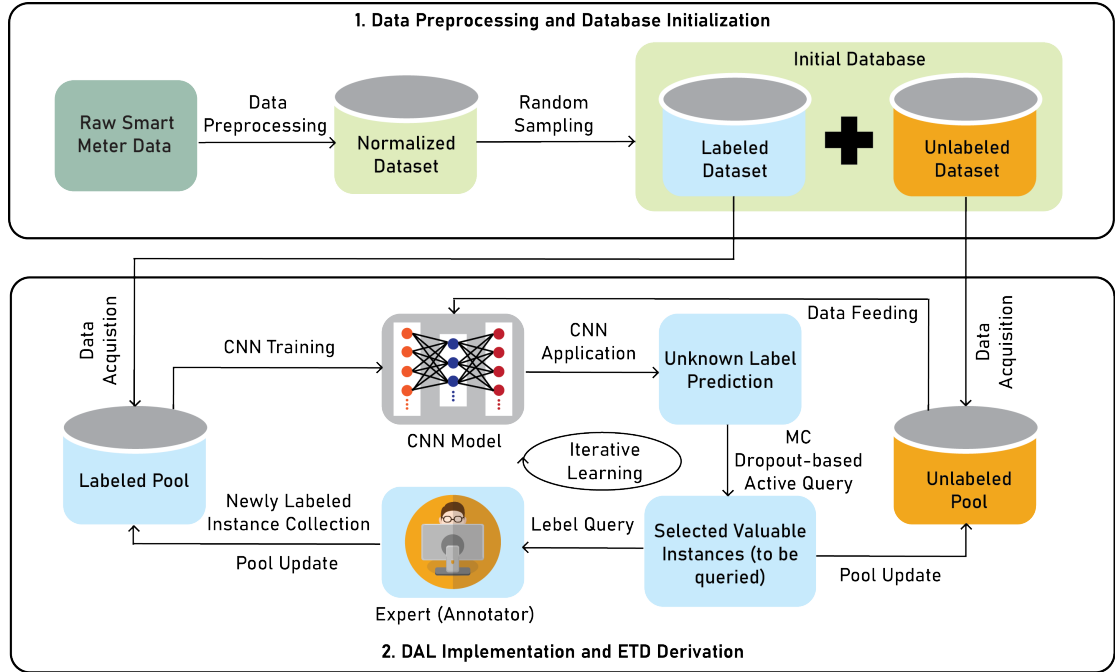 1. Data Preprocessing and Database Initialization
Initial Database
Raw Smart
Meter Data
Data
Preprocessing
Normalized
Dataset
Random
Sampling
Labeled
Dataset
Unlabeled
Dataset
Data
Acquistion
CNN Training
CNN Model
CNN
Application
Unknown Label
Prediction
Data Feeding
Data
Acquisition
Labeled Pool
Iterative
Learning
MC
Dropout-based
Active Query
Unlabeled
Pool
Newly Labeled
Instance Collection
Pool Update
Expert (Annotator)
Lebel Query
Selected Valuable
Instances (to be
queried)
Pool Update
2. DAL Implementation and ETD Derivation